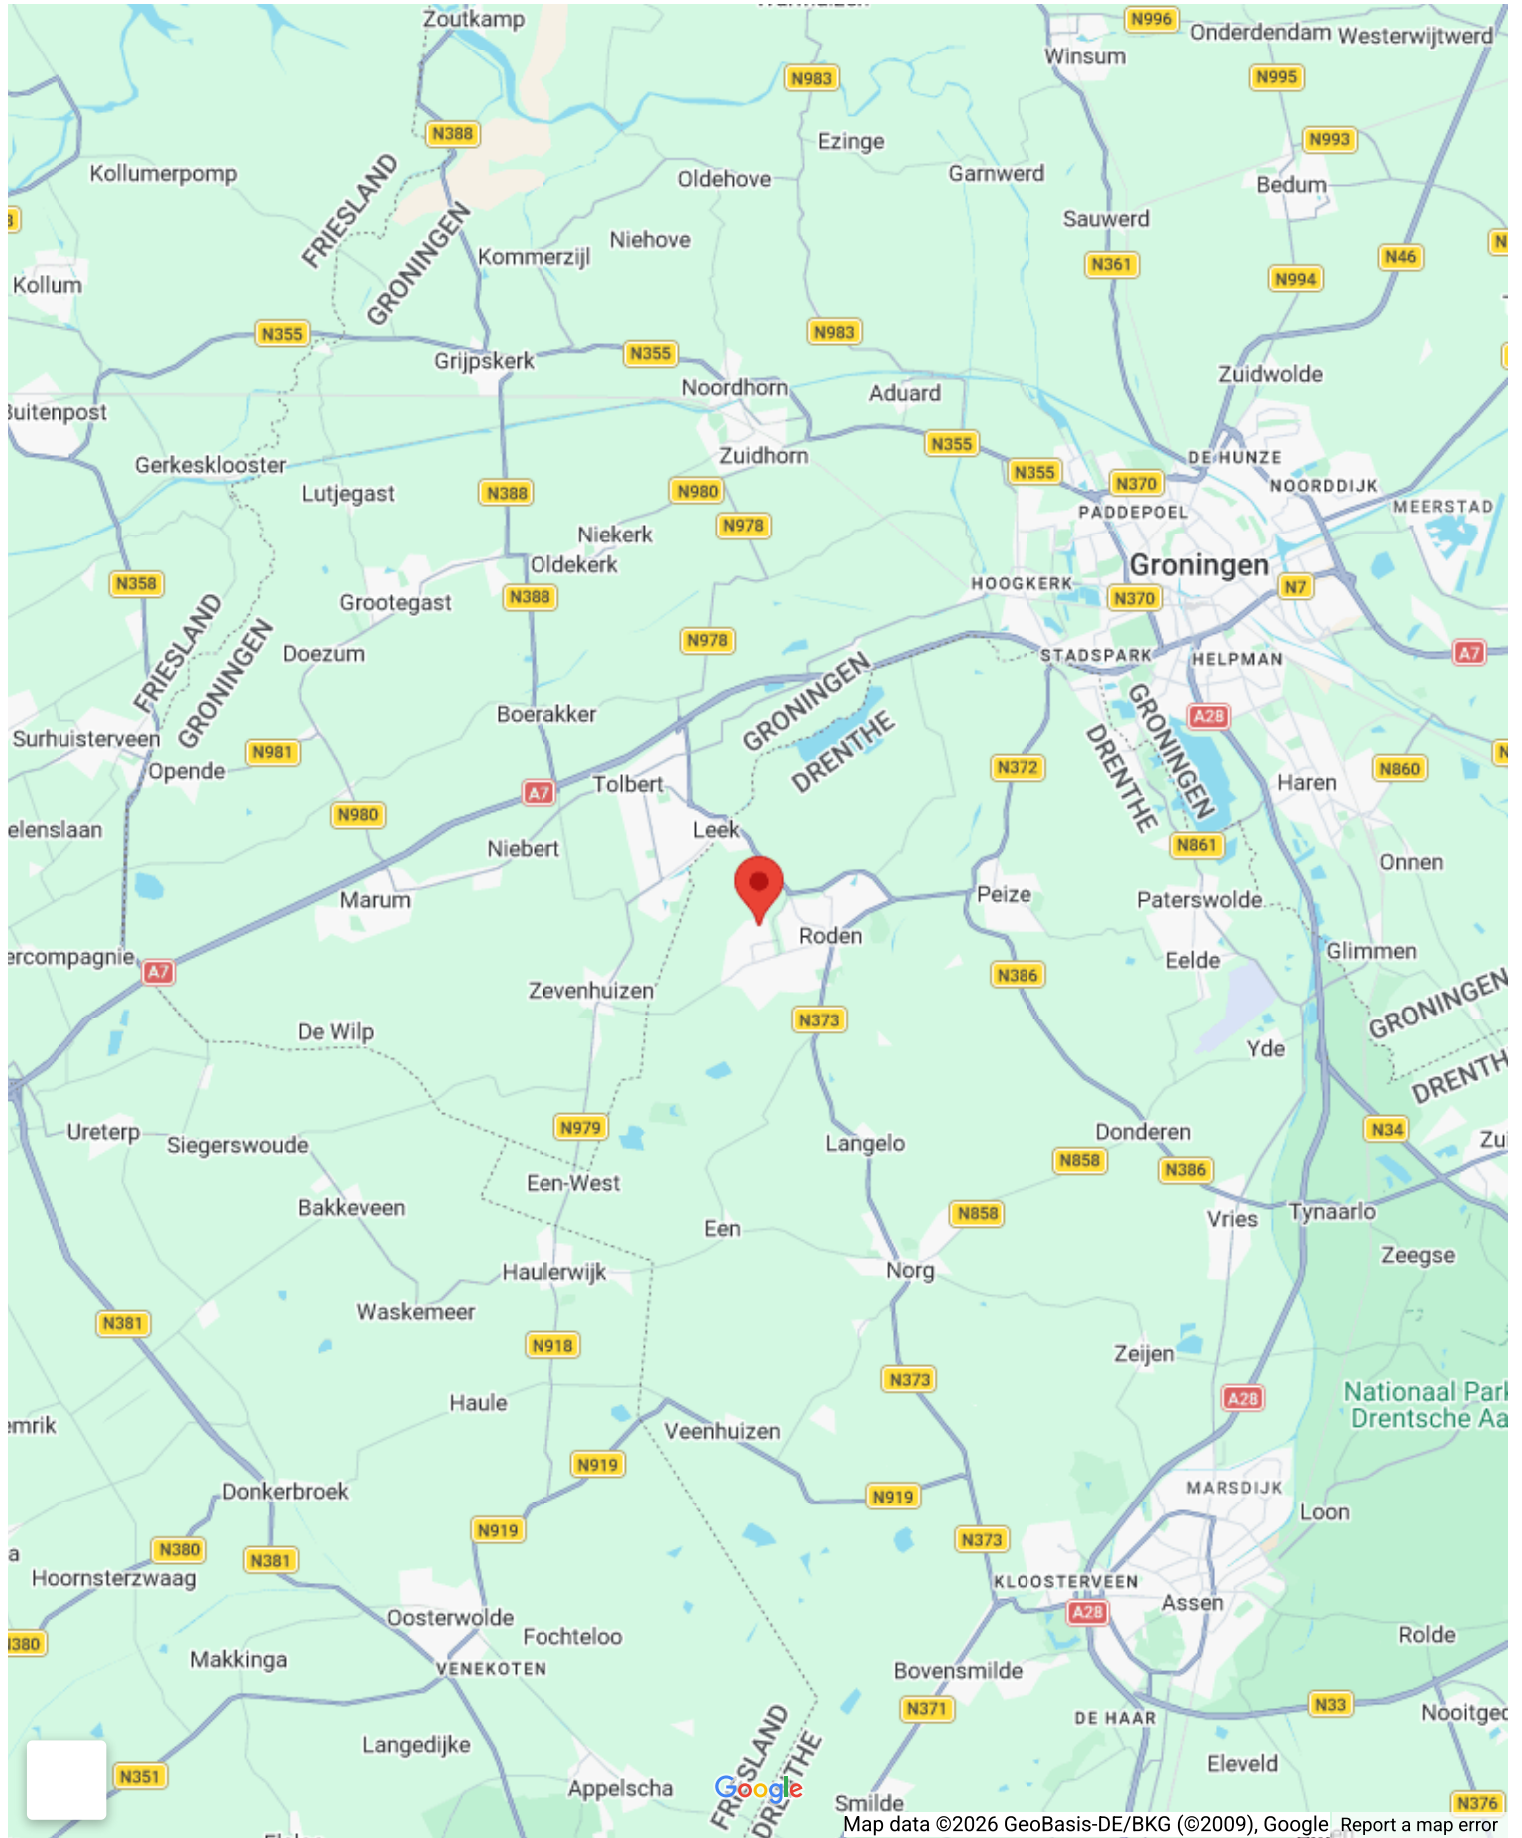 Zoutkamp
N996
Onderdendam
Westerwijtwerd
Winsum
N983
N995
N388
Ezinge
N993
Kollumerpomp
Oldehove
Garnwerd
Bedum
FRIESLAND
GRONINGEN
Sauwerd
Niehove
Kommerzijl
N361
N46
N994
Kollum
N355
N983
N355
Grijpskerk
Zuidwolde
Noordhorn
Aduard
Buitenpost
N355
Zuidhorn
DE HUNZE
Gerkesklooster
N355
N370
NOORDDIJK
Lutjegast
N388
N980
MEERSTAD
PADDEPOEL
N978
Niekerk
Oldekerk
Groningen
N358
HOOGKERK
N7
Grootegast
N388
N370
FRIESLAND
GRONINGEN
N978
Doezum
STADSPARK
HELPMAN
A7
GRONINGEN
DRENTHE
Boerakker
A28
GRONINGEN
DRENTHE
Surhuisterveen
N981
Opende
N372
N860
Tolbert
Haren
A7
N980
elenslaan
Leek
N861
Niebert
Onnen
Marum
Peize
Paterswolde
Roden
ercompagnie
A7
Glimmen
Eelde
N386
Zevenhuizen
GRONINGEN
N373
De Wilp
Yde
DRENTH
N979
N34
Ureterp
Siegerswoude
Langelo
Donderen
Zui
N858
N386
Een-West
Bakkeveen
N858
Tynaarlo
Een
Vries
Zeegse
Haulerwijk
Norg
Waskemeer
N381
N918
Zeijen
N373
Nationaal Park
Drentsche Aa
A28
Haule
emrik
Veenhuizen
N919
Donkerbroek
MARSDIJK
N919
Loon
N919
N373
N380
N381
a
Hoornsterzwaag
KLOOSTERVEEN
Assen
A28
Oosterwolde
Fochteloo
N380
Rolde
Makkinga
VENEKOTEN
Bovensmilde
N371
N33
DE HAAR
Nooitged
FRIESLAND
DRENTHE
Langedijke
Eleveld
N351
Appelscha
Google
Smilde
N376
Map data ©2026 GeoBasis-DE/BKG (©2009), Google
Report a map error